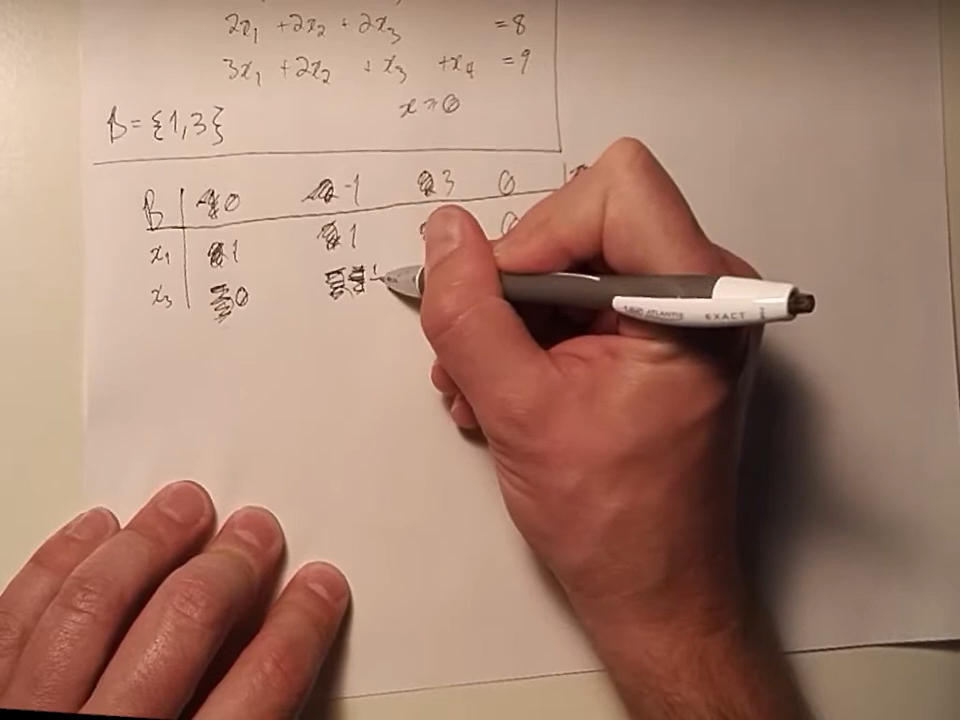 2x₁ +2x₂ + 2x₃ =8
3x₁ +2x₂ + x₃ +x₄ =9
x ≥ 0
B = {1,3}
B 0 -1 3 0
x₁ 1 1 0
x₃ 0
EXACT